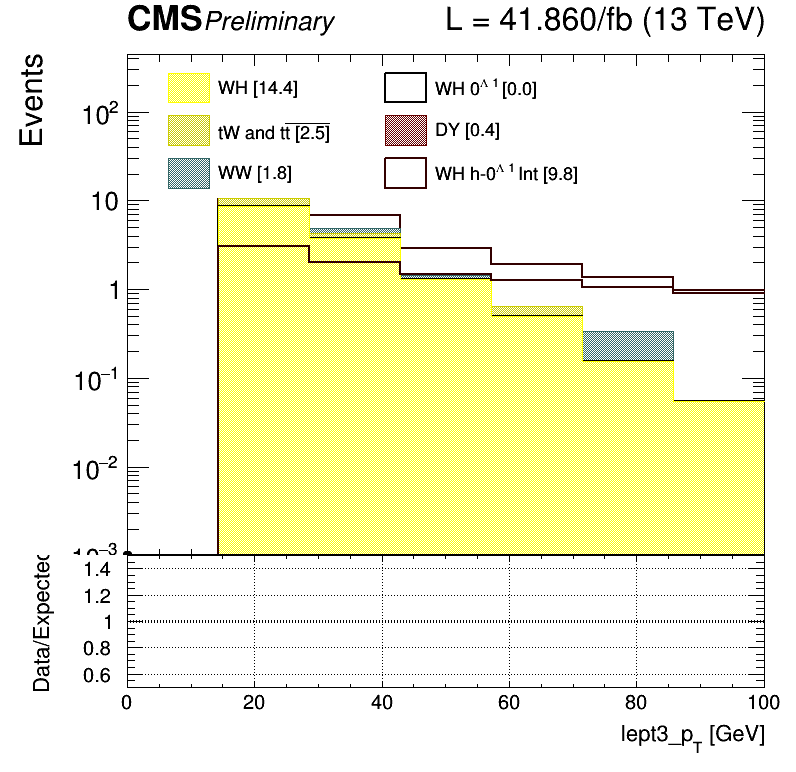 CMS Preliminary L = 41.860/fb (13 TeV)
Events
WH [14.4]
WH 0^Λ1 [0.0]
tW and tt̅ [2.5]
DY [0.4]
WW [1.8]
WH h-0^Λ1 Int [9.8]
10²
10
1
10⁻¹
10⁻²
10⁻³
Data/Expected
1.4
1.2
1
0.8
0.6
0 20 40 60 80 100
lept3_p_T [GeV]